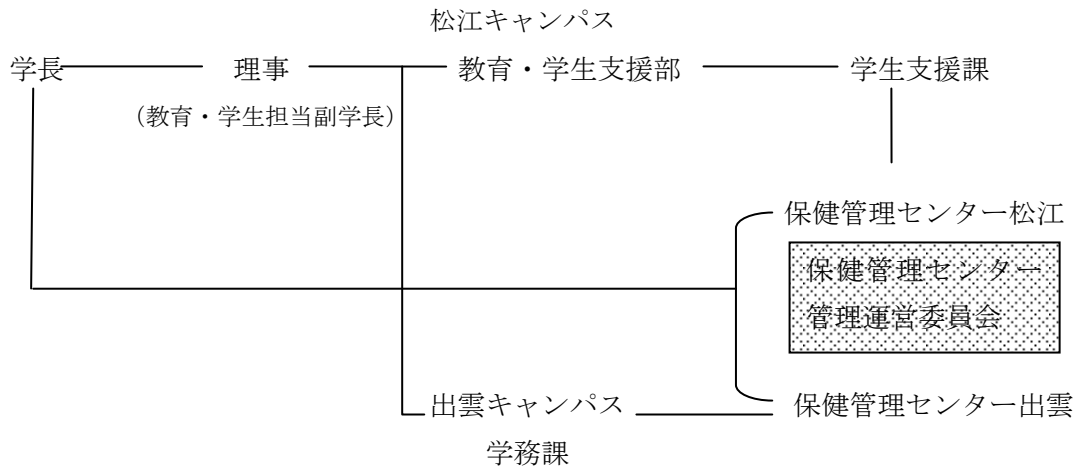 松江キャンパス
学長 理事 教育・学生支援部 学生支援課
（教育・学生担当副学長）
保健管理センター松江
保健管理センター
管理運営委員会
出雲キャンパス 保健管理センター出雲
学務課